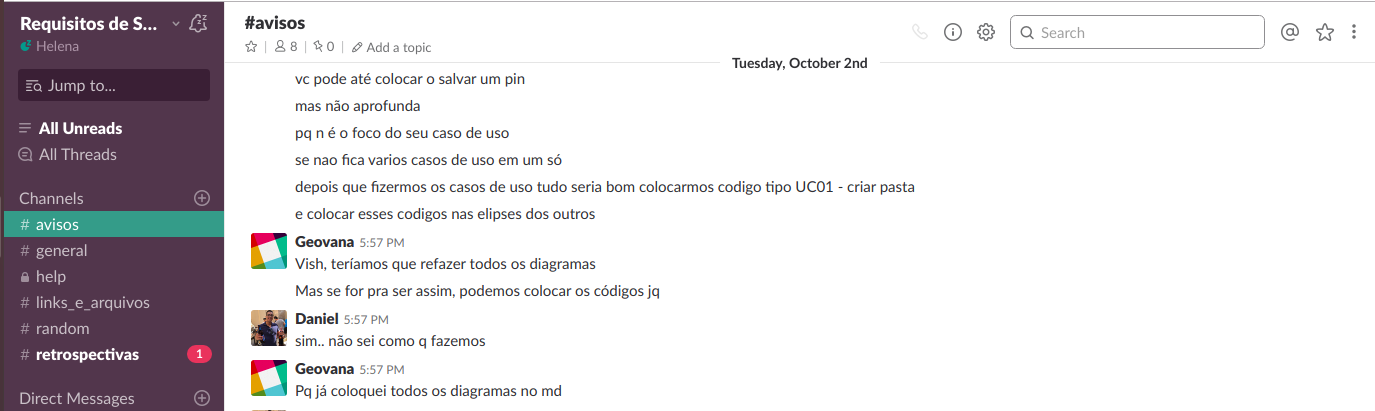 Requisitos de S...
Helena
Jump to...
All Unreads
All Threads
Channels
# avisos
# general
help
# links_e_arquivos
# random
# retrospectivas 1
Direct Messages
#avisos
8 | 0 | Add a topic
Search
Tuesday, October 2nd
vc pode até colocar o salvar um pin
mas não aprofunda
pq n é o foco do seu caso de uso
se nao fica varios casos de uso em um só
depois que fizermos os casos de uso tudo seria bom colocarmos codigo tipo UC01 - criar pasta
e colocar esses codigos nas elipses dos outros
Geovana 5:57 PM
Vish, teríamos que refazer todos os diagramas
Mas se for pra ser assim, podemos colocar os códigos jq
Daniel 5:57 PM
sim.. não sei como q fazemos
Geovana 5:57 PM
Pq já coloquei todos os diagramas no md